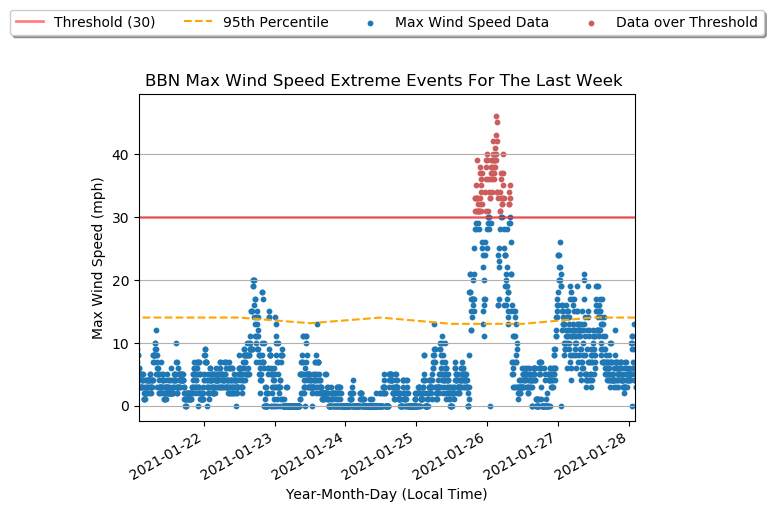 Threshold (30)
95th Percentile
Max Wind Speed Data
Data over Threshold
BBN Max Wind Speed Extreme Events For The Last Week
Max Wind Speed (mph)
40
30
20
10
0
2021-01-22
2021-01-23
2021-01-24
2021-01-25
2021-01-26
2021-01-27
2021-01-28
Year-Month-Day (Local Time)